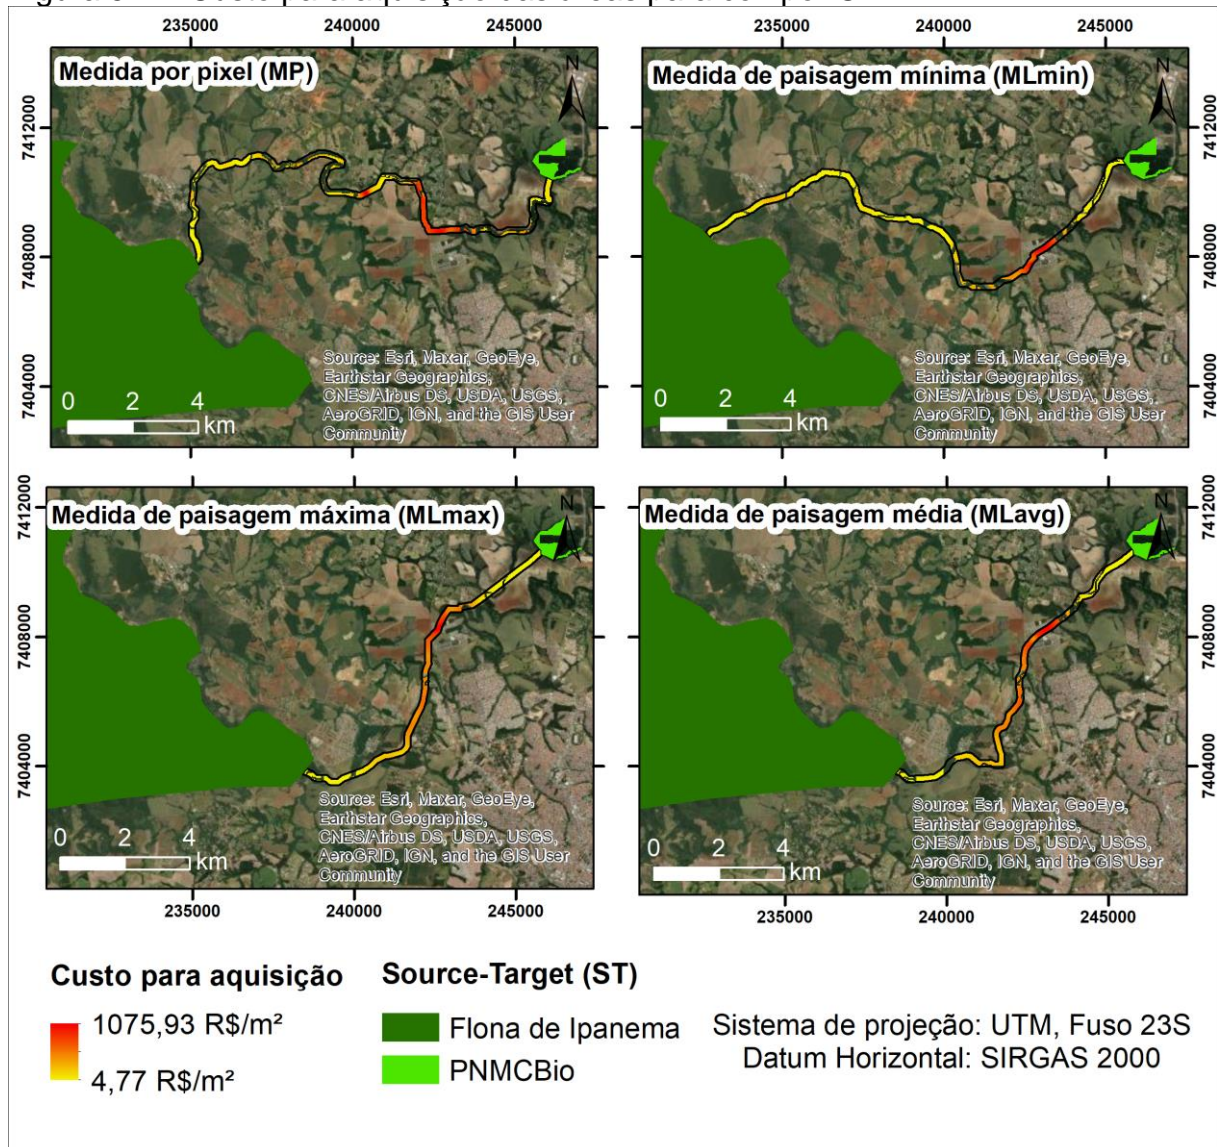 235000 240000 245000 235000 240000 245000
Medida por pixel (MP)
N
Medida de paisagem mínima (MLmin)
N
7412000
7408000
7404000
7412000
7408000
7404000
Source: Esri, Maxar, GeoEye,
Earthstar Geographics,
CNES/Airbus DS, USDA, USGS,
AeroGRID, IGN, and the GIS User
Community
0 2 4
km
Source: Esri, Maxar, GeoEye,
Earthstar Geographics,
CNES/Airbus DS, USDA, USGS,
AeroGRID, IGN, and the GIS User
Community
0 2 4
km
Medida de paisagem máxima (MLmax)
N
Medida de paisagem média (MLavg)
N
7412000
7408000
7404000
7412000
7408000
7404000
Source: Esri, Maxar, GeoEye,
Earthstar Geographics,
CNES/Airbus DS, USDA, USGS,
AeroGRID, IGN, and the GIS User
Community
0 2 4
km
Source: Esri, Maxar, GeoEye,
Earthstar Geographics,
CNES/Airbus DS, USDA, USGS,
AeroGRID, IGN, and the GIS User
Community
0 2 4
km
235000 240000 245000 235000 240000 245000
Custo para aquisição
1075,93 R$/m²
4,77 R$/m²
Source-Target (ST)
Flona de Ipanema
PNMCBio
Sistema de projeção: UTM, Fuso 23S
Datum Horizontal: SIRGAS 2000